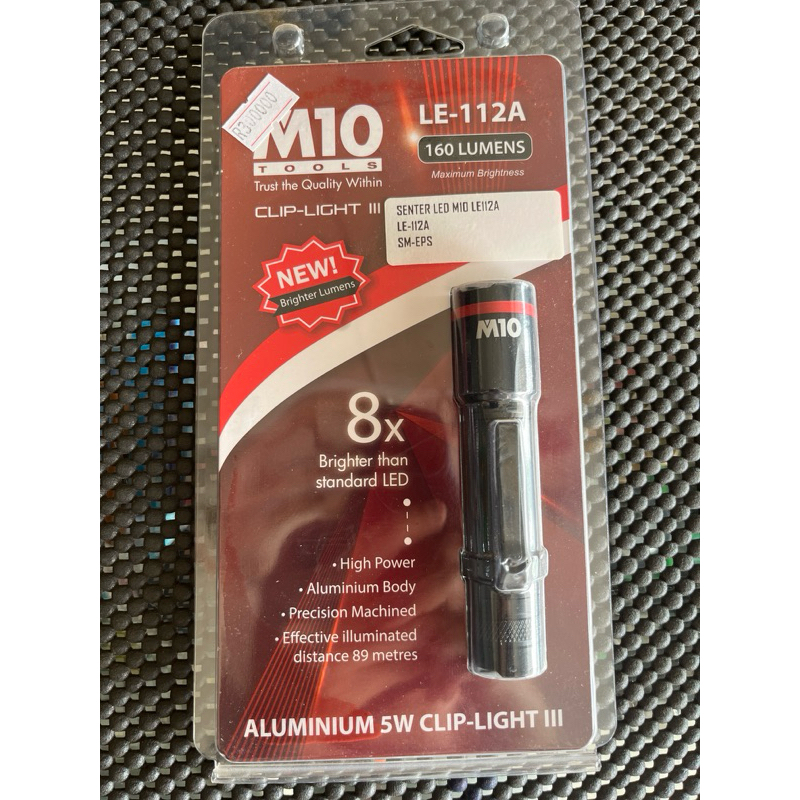 R300000
M10
TOOLS
Trust the Quality Within
CLIP-LIGHT III
LE-112A
160 LUMENS
Maximum Brightness
SENTER LED M10 LE112A
LE-112A
SM-EPS
NEW!
Brighter Lumens
M10
8x
Brighter than
standard LED
• High Power
• Aluminium Body
• Precision Machined
• Effective illuminated
distance 89 metres
ALUMINIUM 5W CLIP-LIGHT III